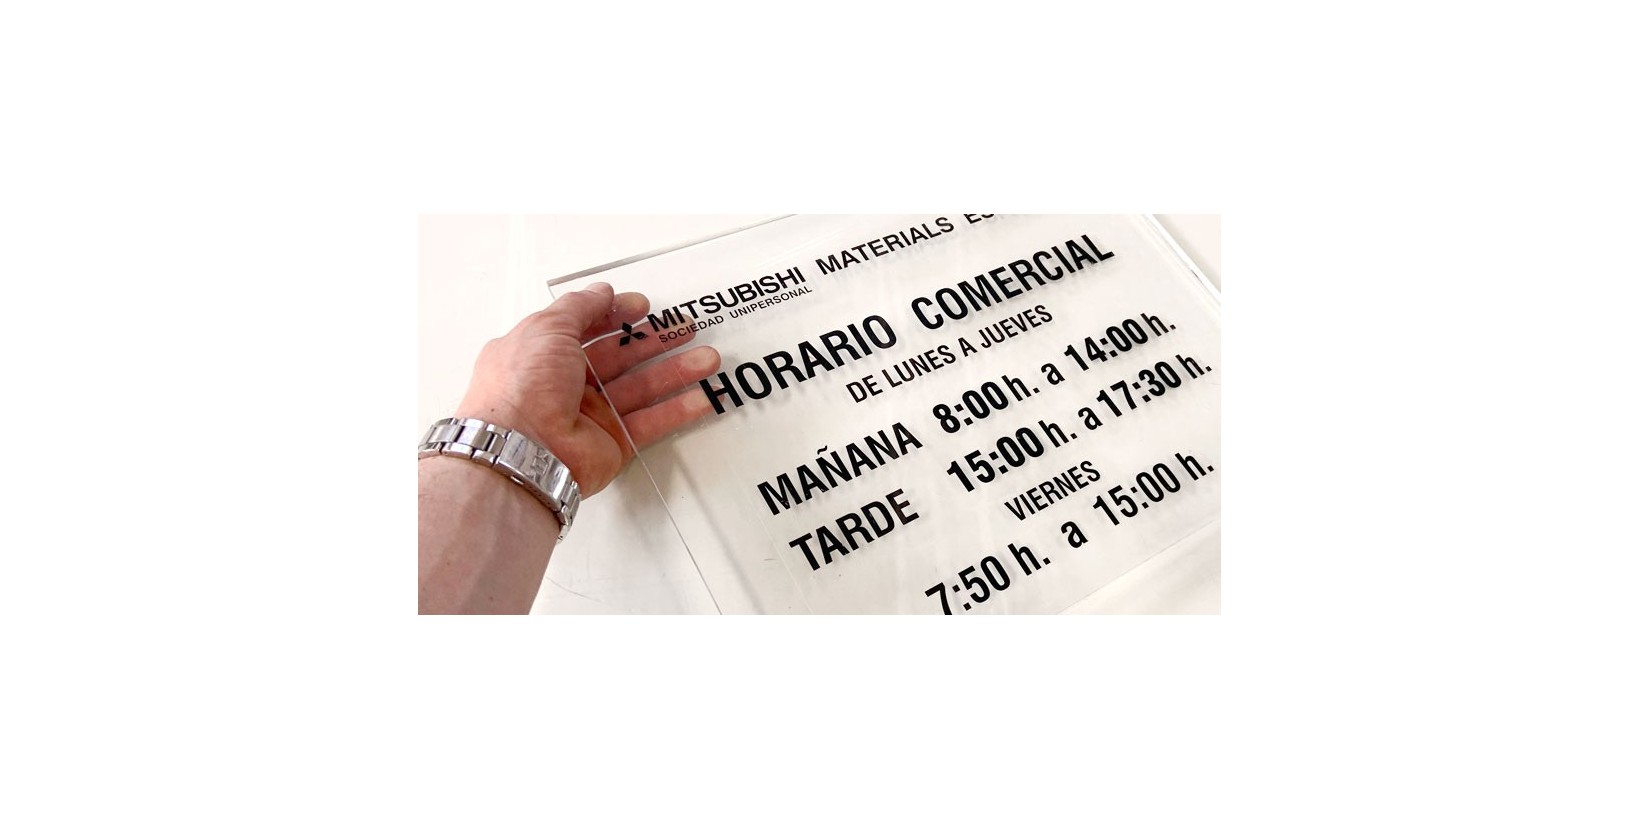 MITSUBISHI MATERIALS
SOCIEDAD UNIPERSONAL
HORARIO COMERCIAL
DE LUNES A JUEVES
MAÑANA 8:00 h. a 14:00 h.
TARDE 15:00 h. a 17:30 h.
VIERNES
7:50 h. a 15:00 h.